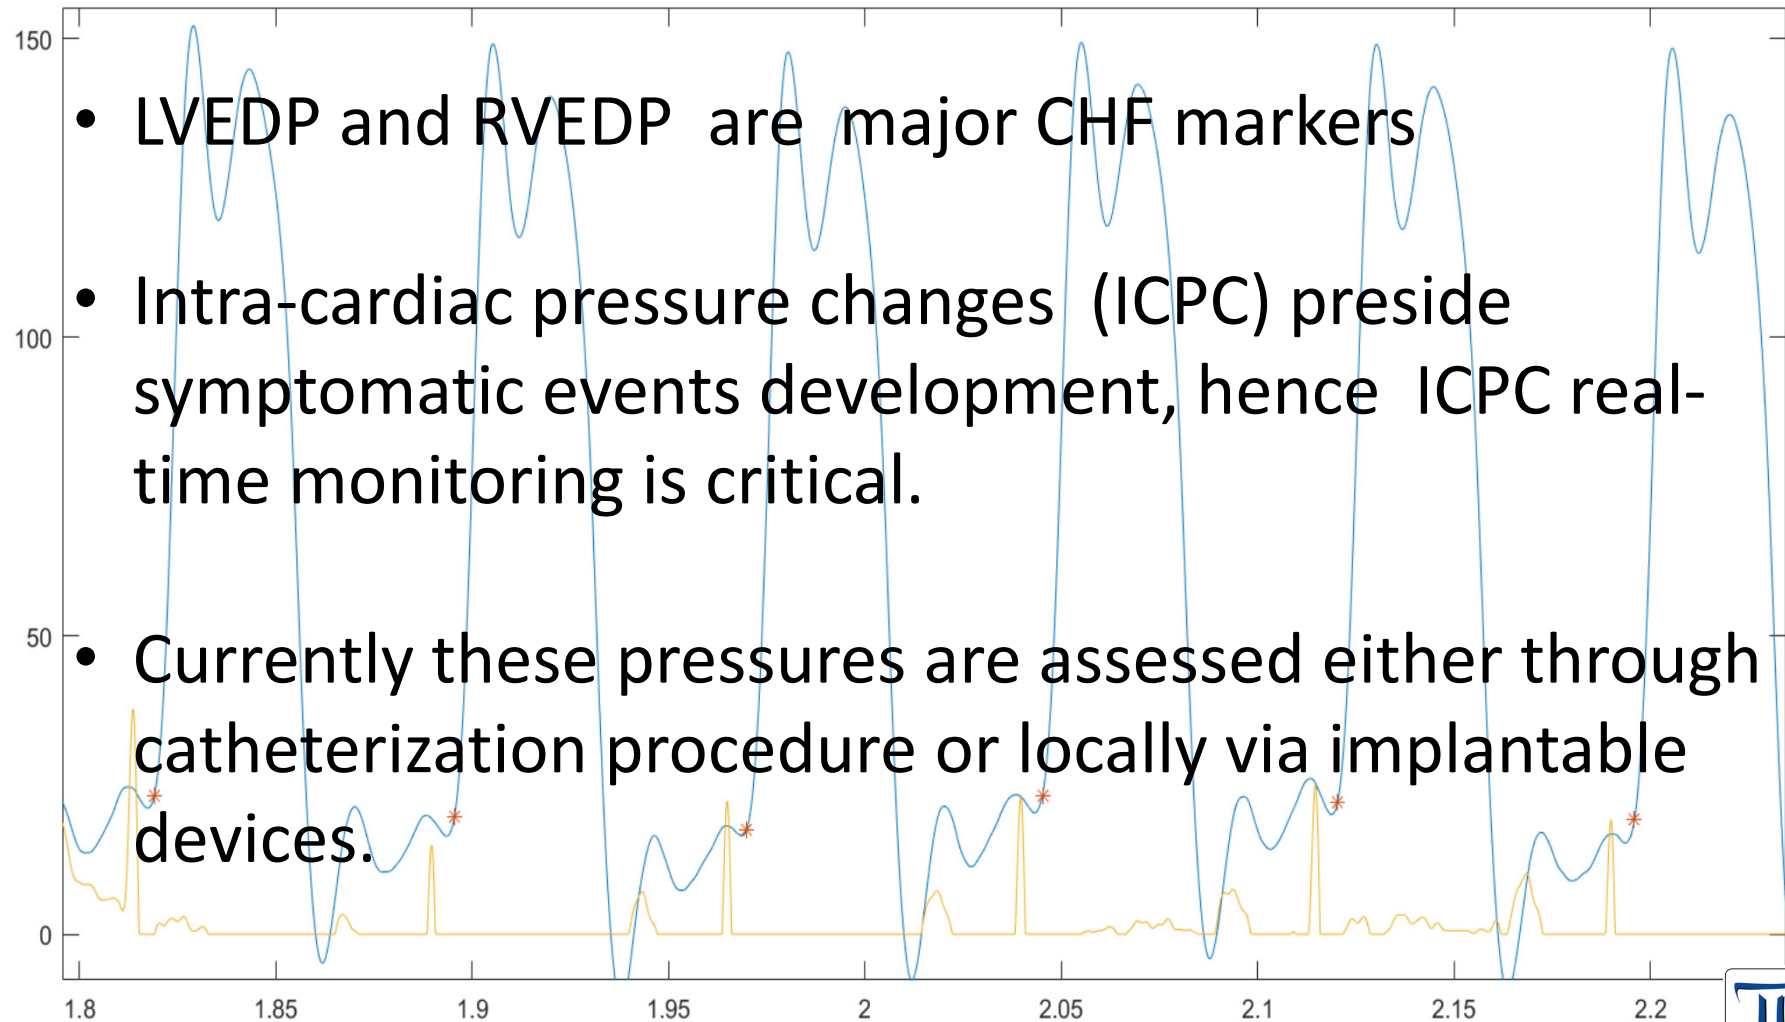 150
• LVEDP and RVEDP are major CHF markers
• Intra-cardiac pressure changes (ICPC) preside
100
symptomatic events development, hence ICPC real-
time monitoring is critical.
50
• Currently these pressures are assessed either through
catheterization procedure or locally via implantable
devices.
0
1.8 1.85 1.9 1.95 2 2.05 2.1 2.15 2.2